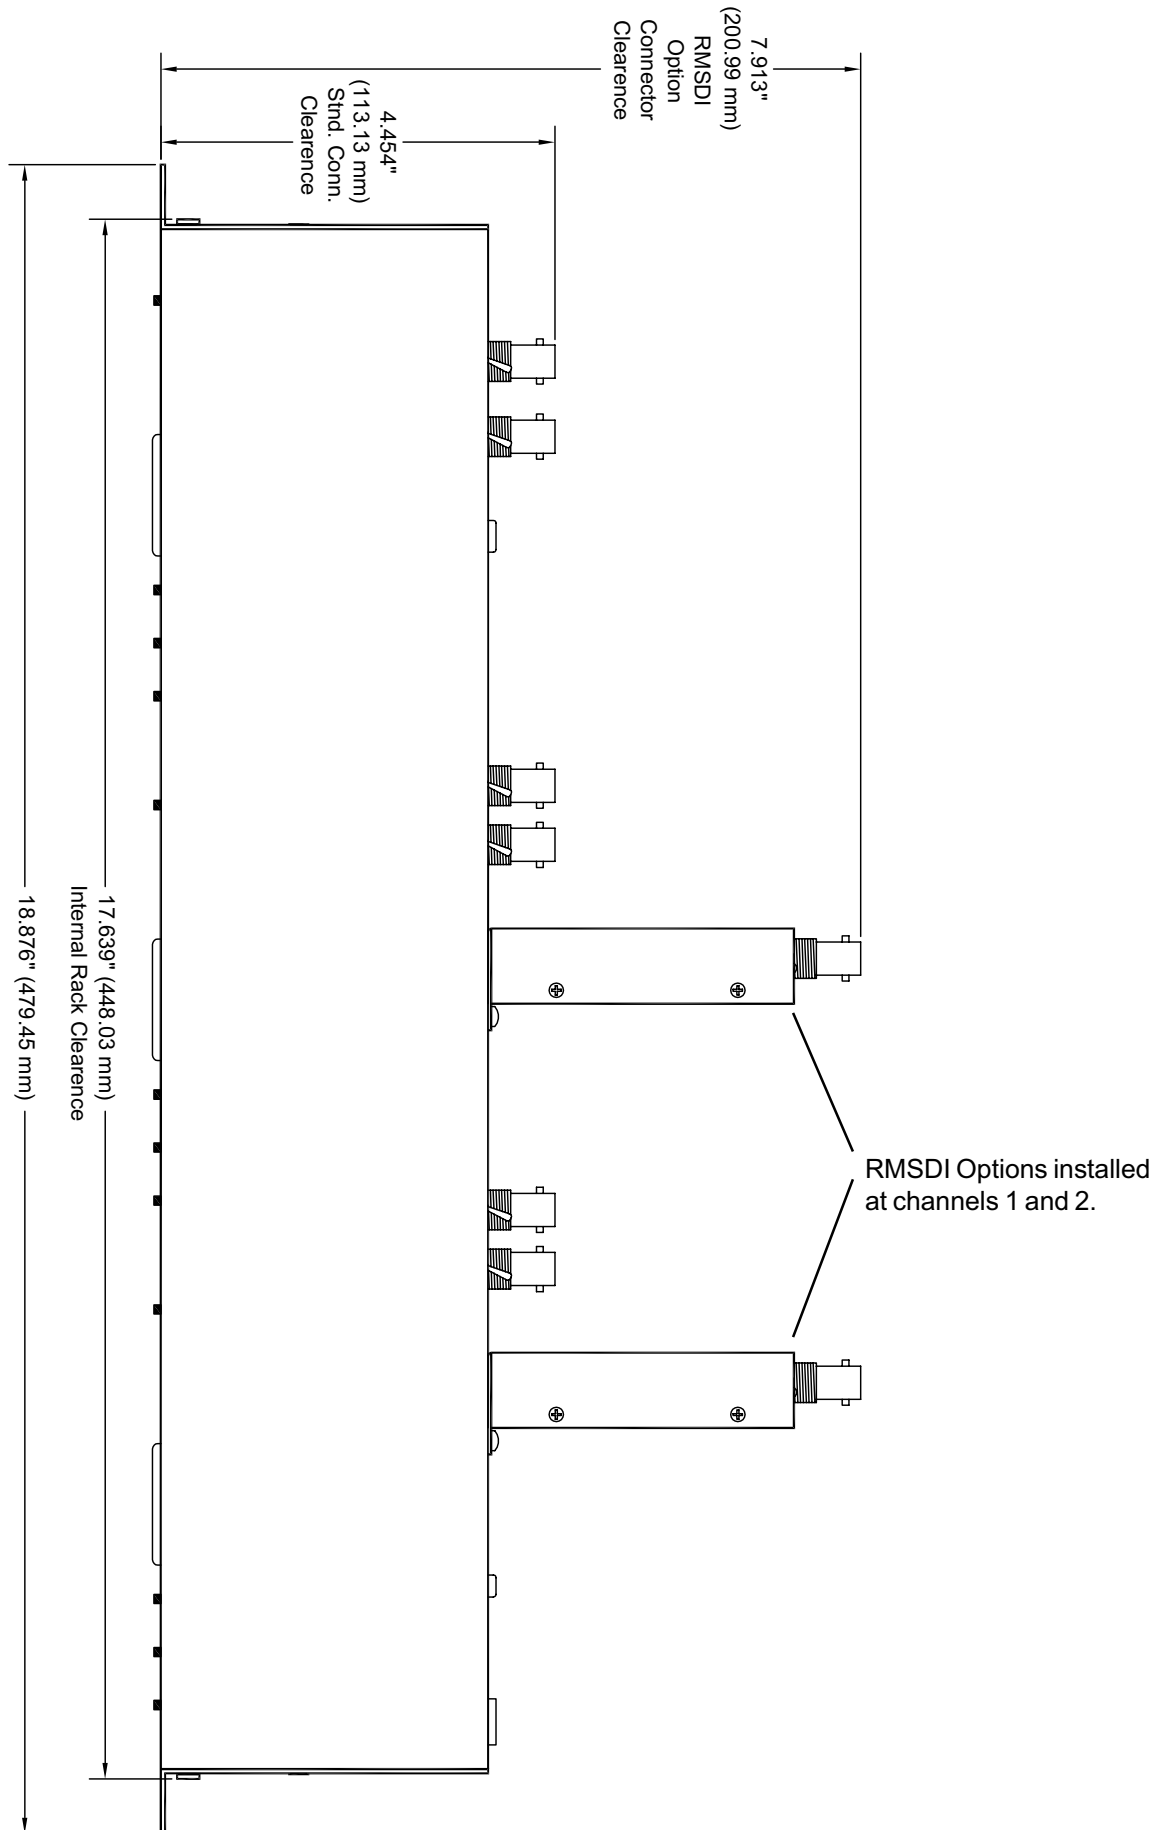 7.913"
(200.99 mm)
RMSDI
Option
Connector
Clearence
4.454"
(113.13 mm)
Stnd. Conn.
Clearence
17.639" (448.03 mm)
Internal Rack Clearence
18.876" (479.45 mm)
RMSDI Options installed
at channels 1 and 2.